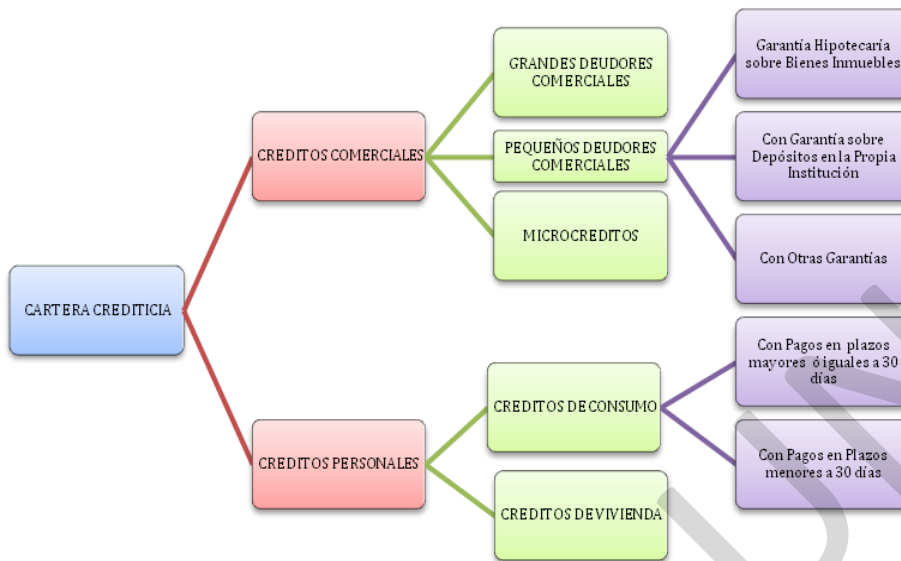 CARTERA CREDITICIA
CREDITOS COMERCIALES
GRANDES DEUDORES
COMERCIALES
PEQUEÑOS DEUDORES
COMERCIALES
Garantía Hipotecaría
sobre Bienes Inmuebles
Con Garantía sobre
Depósitos en la Propia
Institución
Con Otras Garantías
MICROCREDITOS
CREDITOS PERSONALES
CREDITOS DE CONSUMO
Con Pagos en plazos
mayores ó iguales a 30
días
Con Pagos en Plazos
menores a 30 días
CREDITOS DE VIVIENDA
UN